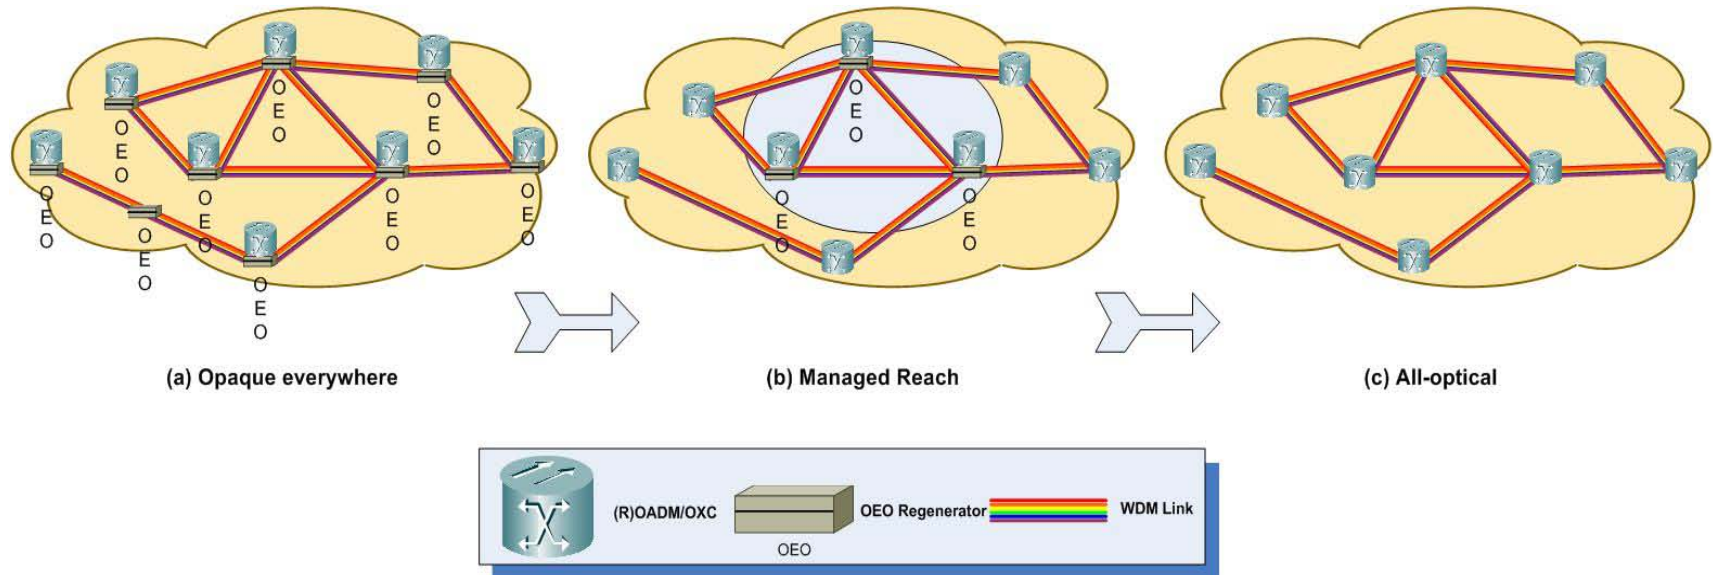 O
E
O
O
E
O
O
E
O
O
E
O
O
E
O
O
E
O
O
E
O
O
E
O
O
E
O
(a) Opaque everywhere
O
E
O
O
E
O
O
E
O
(b) Managed Reach
(c) All-optical
(R)OADM/OXC
OEO
OEO Regenerator
WDM Link